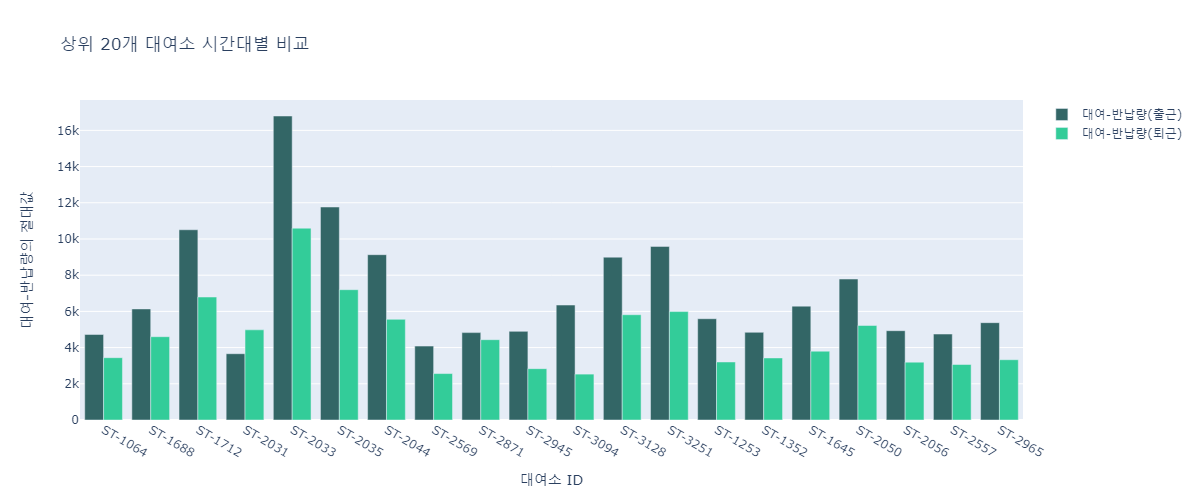 상위 20개 대여소 시간대별 비교
대여-반납량(출근)
대여-반납량(퇴근)
대여-반납량의 절대값
16k
14k
12k
10k
8k
6k
4k
2k
0
ST-1064 ST-1688 ST-1712 ST-2031 ST-2033 ST-2035 ST-2044 ST-2569 ST-2871 ST-2945 ST-3094 ST-3128 ST-3251 ST-1253 ST-1352 ST-1645 ST-2050 ST-2056 ST-2557 ST-2965
대여소 ID